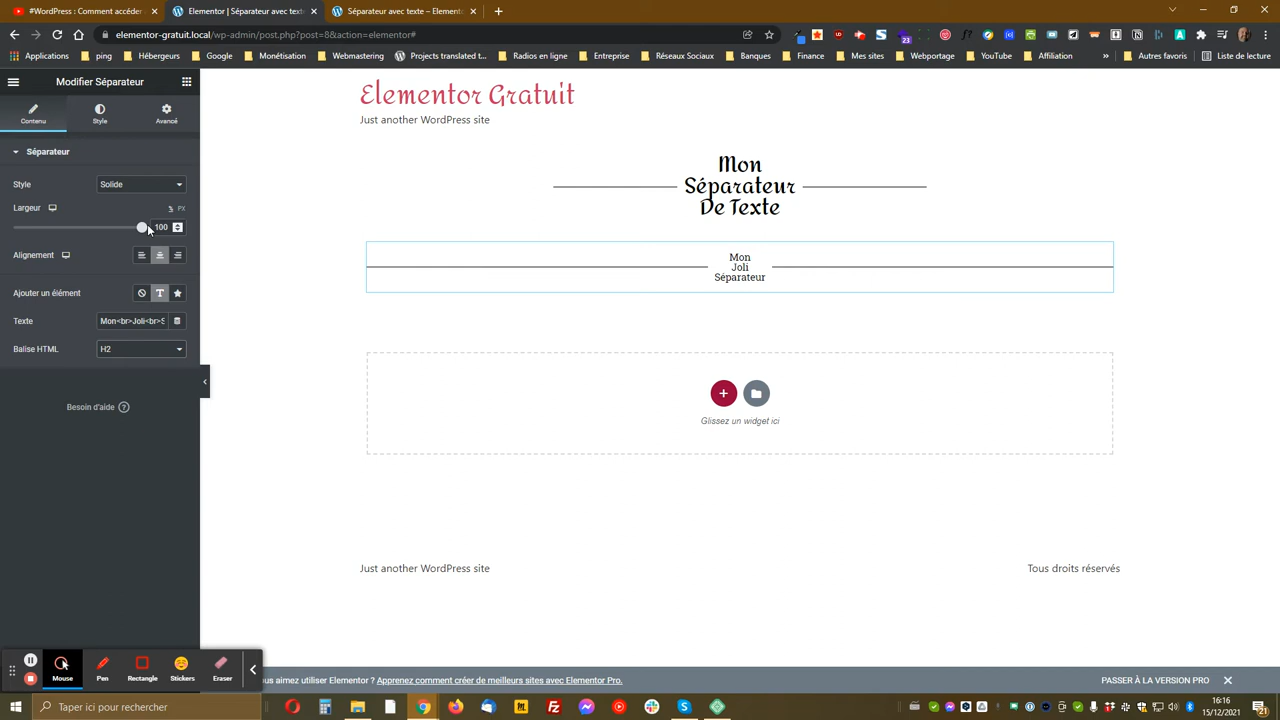 #WordPress : Comment accéder
Elementor | Séparateur avec texte
Séparateur avec texte – Elemento
elementor-gratuit.local/wp-admin/post.php?post=8&action=elementor#
Applications
ping
Hébergeurs
Google
Monétisation
Webmastering
Projects translated t...
Radios en ligne
Entreprise
Réseaux Sociaux
Banques
Finance
Mes sites
Webportage
YouTube
Affiliation
»
Autres favoris
Liste de lecture
Modifier Séparateur
Contenu
Style
Avancé
Séparateur
Style
Solide
Largeur
PX
100
Alignement
Ajouter un élément
Texte
Mon<br>Joli<br>S
Balise HTML
H2
Besoin d'aide ?
Elementor Gratuit
Just another WordPress site
Mon
Séparateur
De Texte
Mon
Joli
Séparateur
Glissez un widget ici
Just another WordPress site
Tous droits réservés
Mouse
Pen
Rectangle
Stickers
Eraser
us aimez utiliser Elementor ? Apprenez comment créer de meilleurs sites avec Elementor Pro.
PASSER À LA VERSION PRO
Taper ici pour rechercher
16:16
15/12/2021